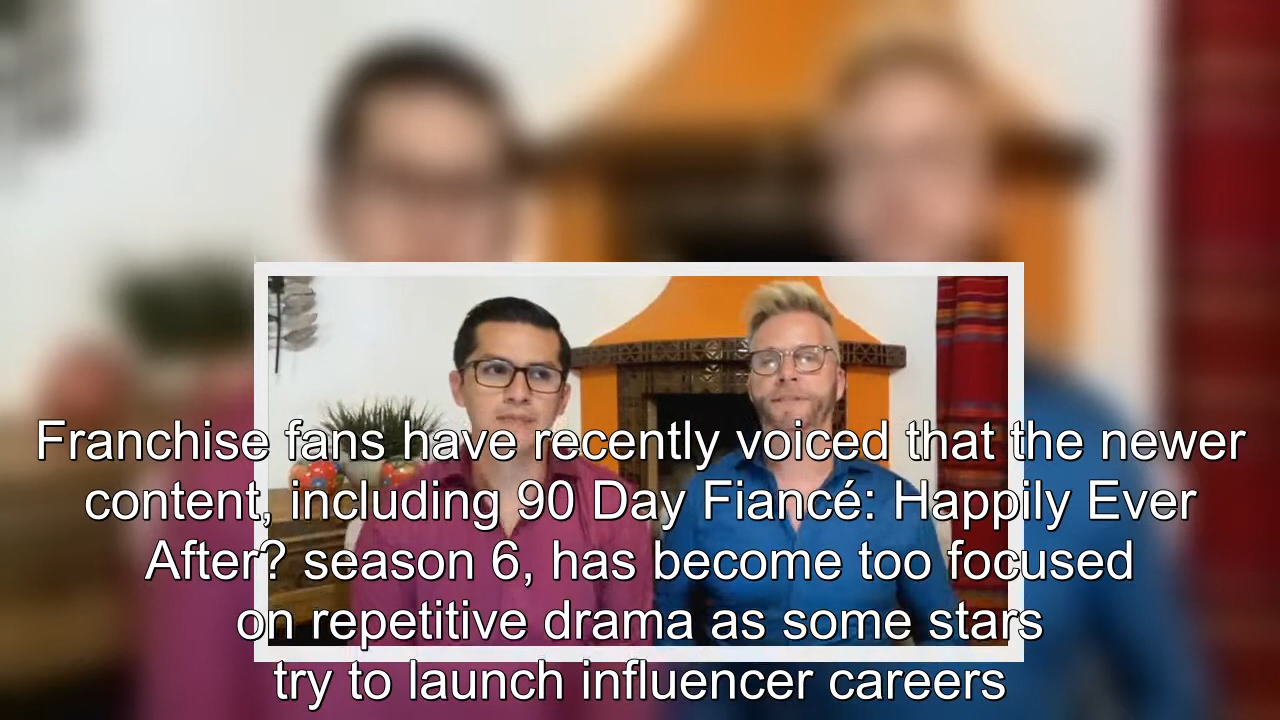 Franchise fans have recently voiced that the newer
content, including 90 Day Fiancé: Happily Ever
After? season 6, has become too focused
on repetitive drama as some stars
try to launch influencer careers